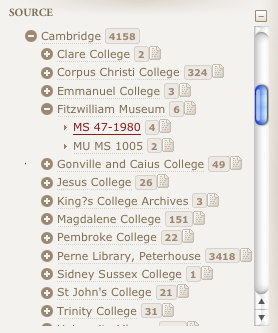 SOURCE
Cambridge 4158
Clare College 2
Corpus Christi College 324
Emmanuel College 3
Fitzwilliam Museum 6
MS 47-1980 4
MU MS 1005 2
Gonville and Caius College 49
Jesus College 26
King?s College Archives 3
Magdalene College 151
Pembroke College 22
Perne Library, Peterhouse 3418
Sidney Sussex College 1
St John's College 21
Trinity College 31